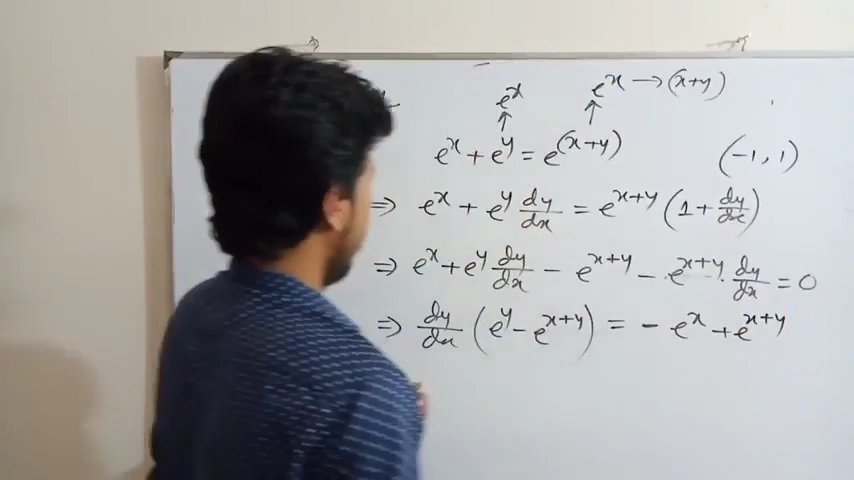 e^x e^x → (x+y)
↑ ↑
e^x + e^y = e^(x+y) (-1, 1)
⇒ e^x + e^y dy/dx = e^{x+y} (1 + dy/dx)
⇒ e^x + e^y dy/dx - e^{x+y} - e^{x+y} · dy/dx = 0
⇒ dy/dx (e^y - e^{x+y}) = - e^x + e^{x+y}